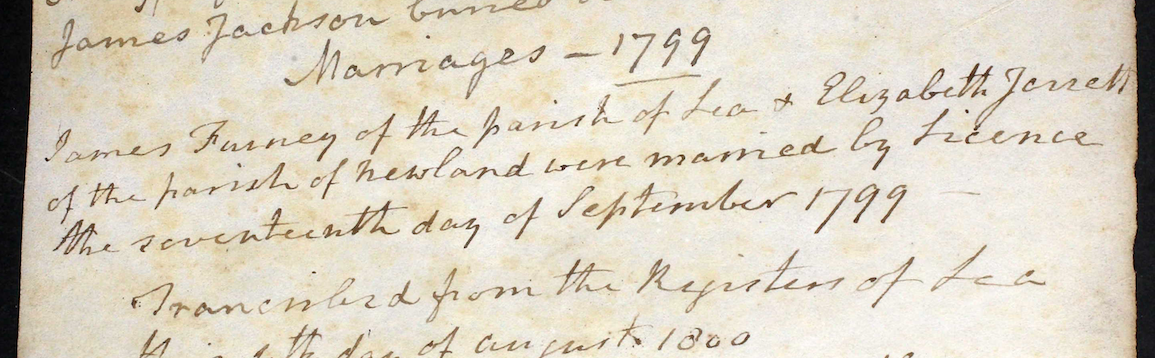 James Jackson buried
Marriages - 1799
James Furney of the parish of Lea & Elizabeth Jerrett
of the parish of Newland were married by Licence
the seventeenth day of September 1799 -
Transcribed from the Registers of Lea
day of august 1800